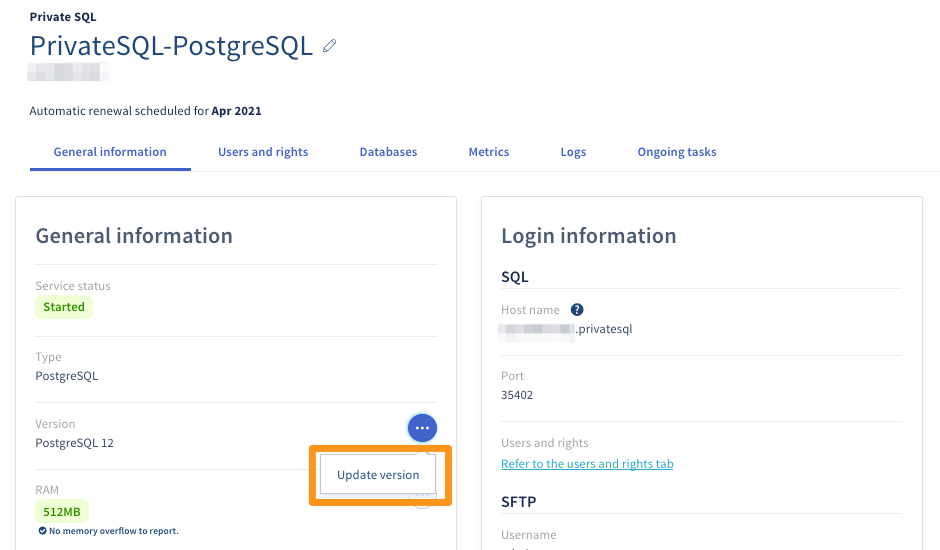 Private SQL
PrivateSQL-PostgreSQL
Automatic renewal scheduled for Apr 2021
General information Users and rights Databases Metrics Logs Ongoing tasks
General information
Service status
Started
Type
PostgreSQL
Version
PostgreSQL 12
Update version
RAM
512MB
No memory overflow to report.
Login information
SQL
Host name ?
.privatesql
Port
35402
Users and rights
Refer to the users and rights tab
SFTP
Username